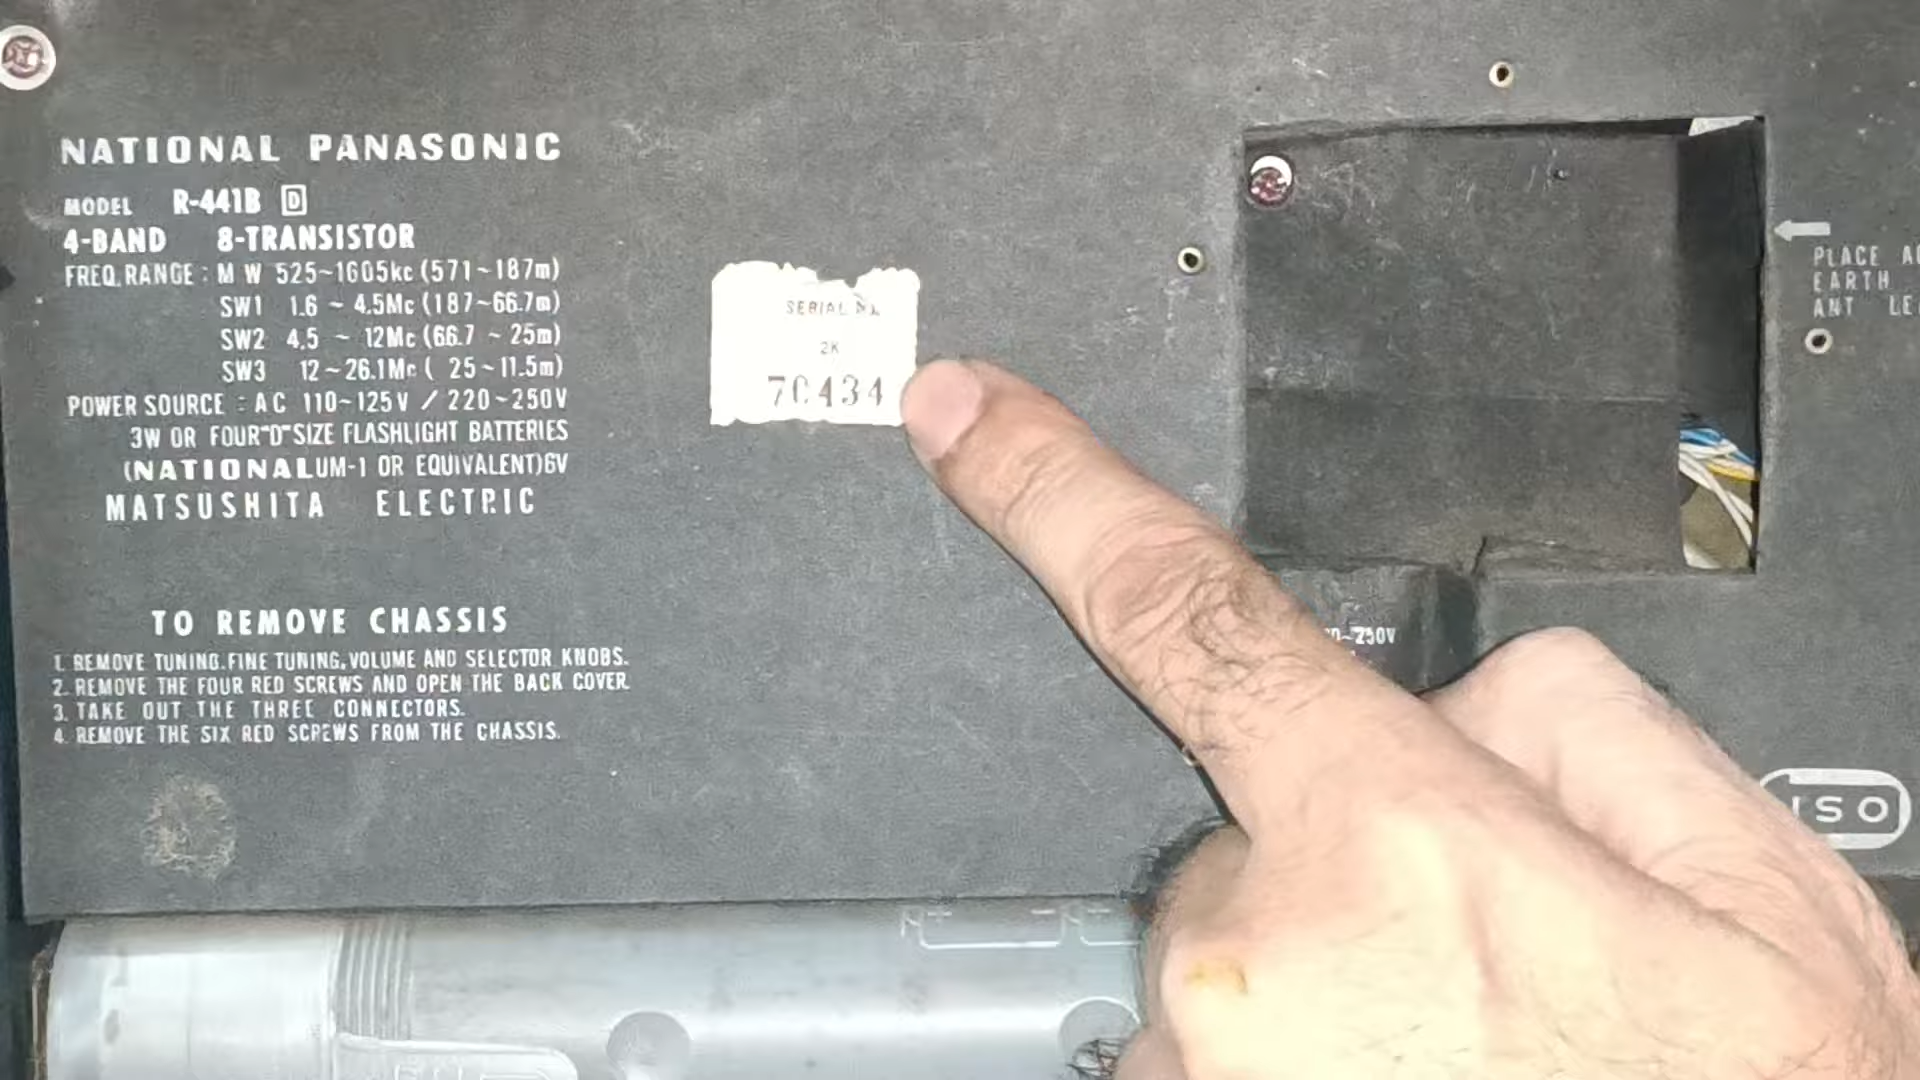 NATIONAL PANASONIC
MODEL R-441B D
4-BAND 8-TRANSISTOR
FREQ. RANGE : M W 525~1605kc (571~187m)
SW1 1.6 ~ 4.5Mc (187~66.7m)
SW2 4.5 ~ 12Mc (66.7 ~ 25m)
SW3 12~26.1Mc ( 25~11.5m)
POWER SOURCE : AC 110~125V / 220~250V
3W OR FOUR "D" SIZE FLASHLIGHT BATTERIES
(NATIONAL UM-1 OR EQUIVALENT) 6V
MATSUSHITA ELECTRIC
TO REMOVE CHASSIS
1. REMOVE TUNING. FINE TUNING, VOLUME AND SELECTOR KNOBS.
2. REMOVE THE FOUR RED SCREWS AND OPEN THE BACK COVER.
3. TAKE OUT THE THREE CONNECTORS.
4. REMOVE THE SIX RED SCREWS FROM THE CHASSIS.
SERIAL
2K
70434
PLACE
EARTH
ANT
250V
ISO